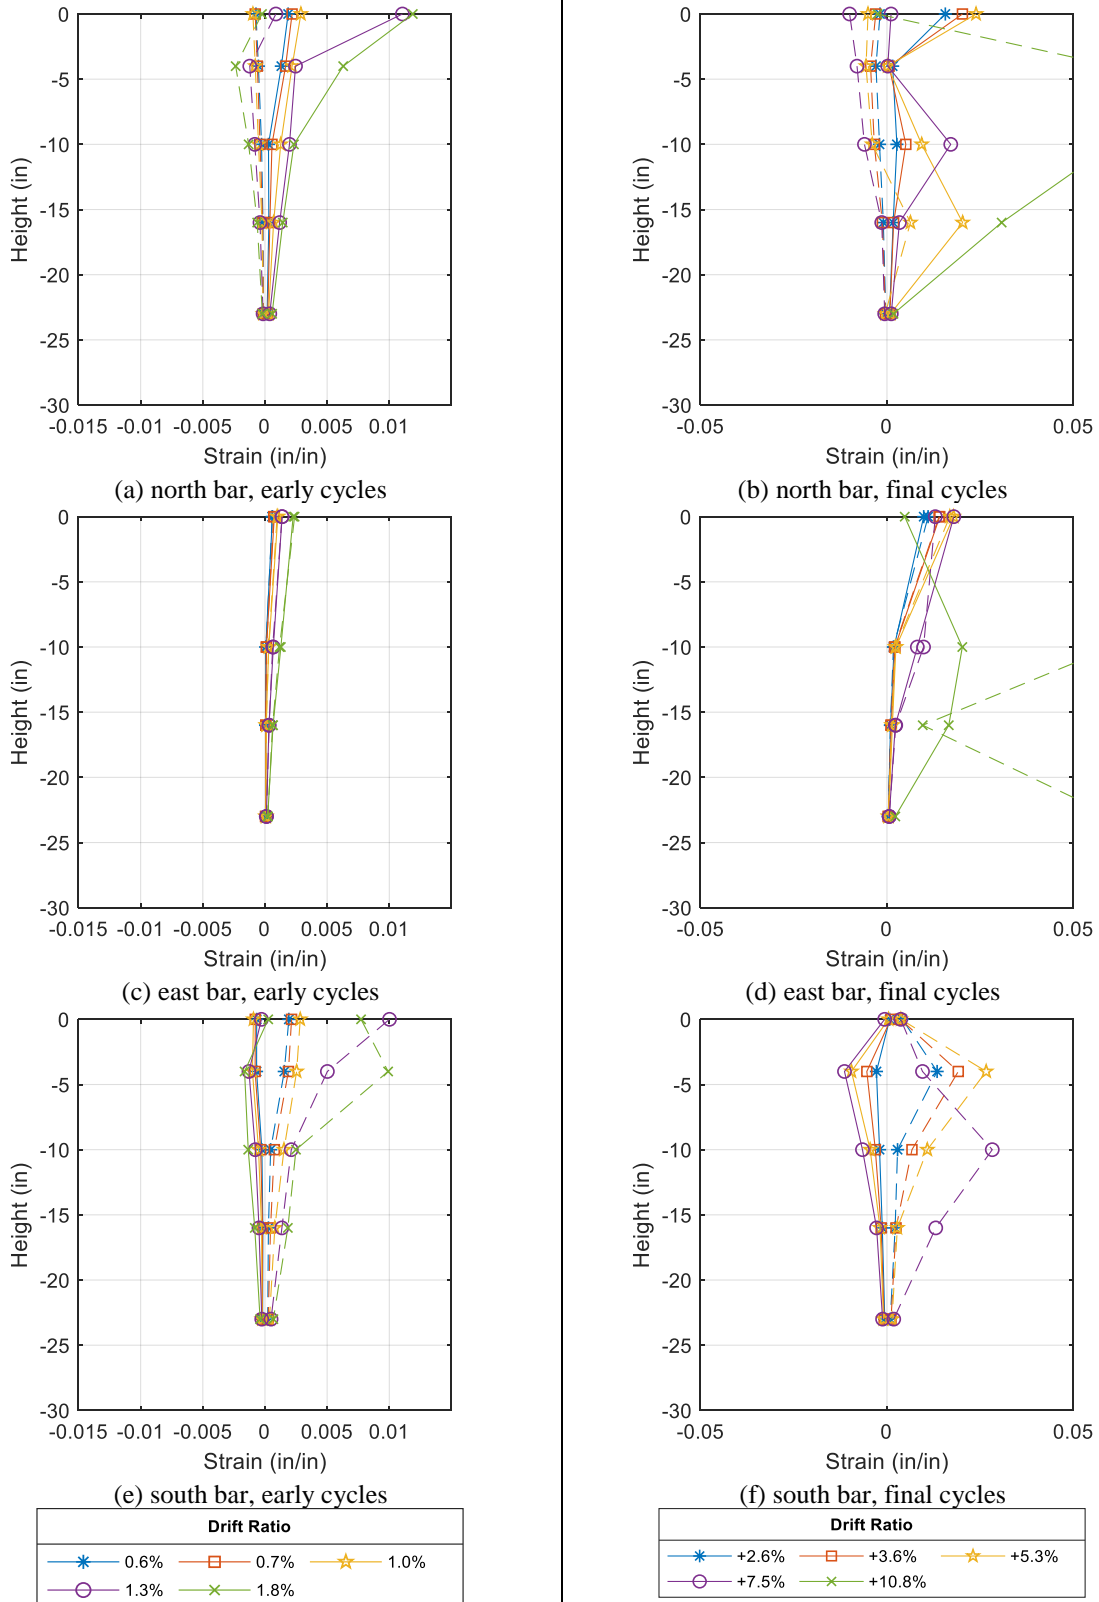 0
-5
-10
-15
-20
-25
-30
Height (in)
-0.015 -0.01 -0.005 0 0.005 0.01
Strain (in/in)
(a) north bar, early cycles
0
-5
-10
-15
-20
-25
-30
Height (in)
-0.05 0 0.05
Strain (in/in)
(b) north bar, final cycles
0
-5
-10
-15
-20
-25
-30
Height (in)
-0.015 -0.01 -0.005 0 0.005 0.01
Strain (in/in)
(c) east bar, early cycles
0
-5
-10
-15
-20
-25
-30
Height (in)
-0.05 0 0.05
Strain (in/in)
(d) east bar, final cycles
0
-5
-10
-15
-20
-25
-30
Height (in)
-0.015 -0.01 -0.005 0 0.005 0.01
Strain (in/in)
(e) south bar, early cycles
0
-5
-10
-15
-20
-25
-30
Height (in)
-0.05 0 0.05
Strain (in/in)
(f) south bar, final cycles
Drift Ratio
0.6% 0.7% 1.0%
1.3% 1.8%
Drift Ratio
+2.6% +3.6% +5.3%
+7.5% +10.8%